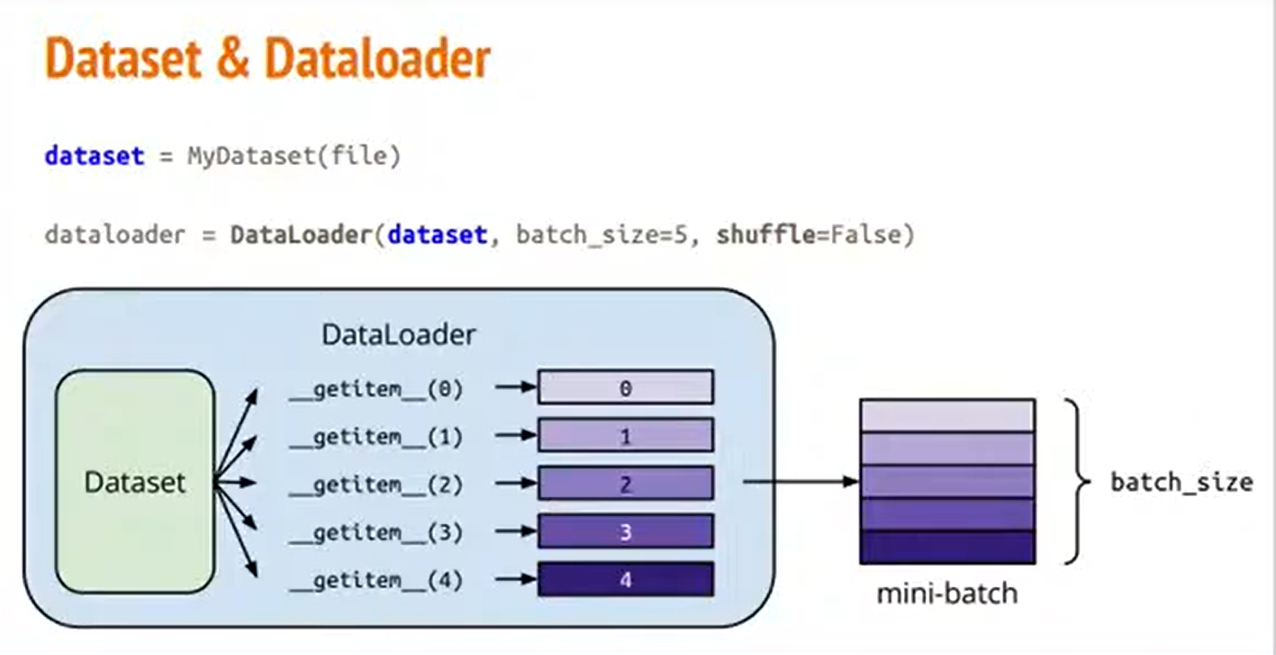 Dataset & Dataloader
dataset = MyDataset(file)
dataloader = DataLoader(dataset, batch_size=5, shuffle=False)
DataLoader
Dataset
__getitem__(0)
0
__getitem__(1)
1
__getitem__(2)
2
__getitem__(3)
3
__getitem__(4)
4
batch_size
mini-batch